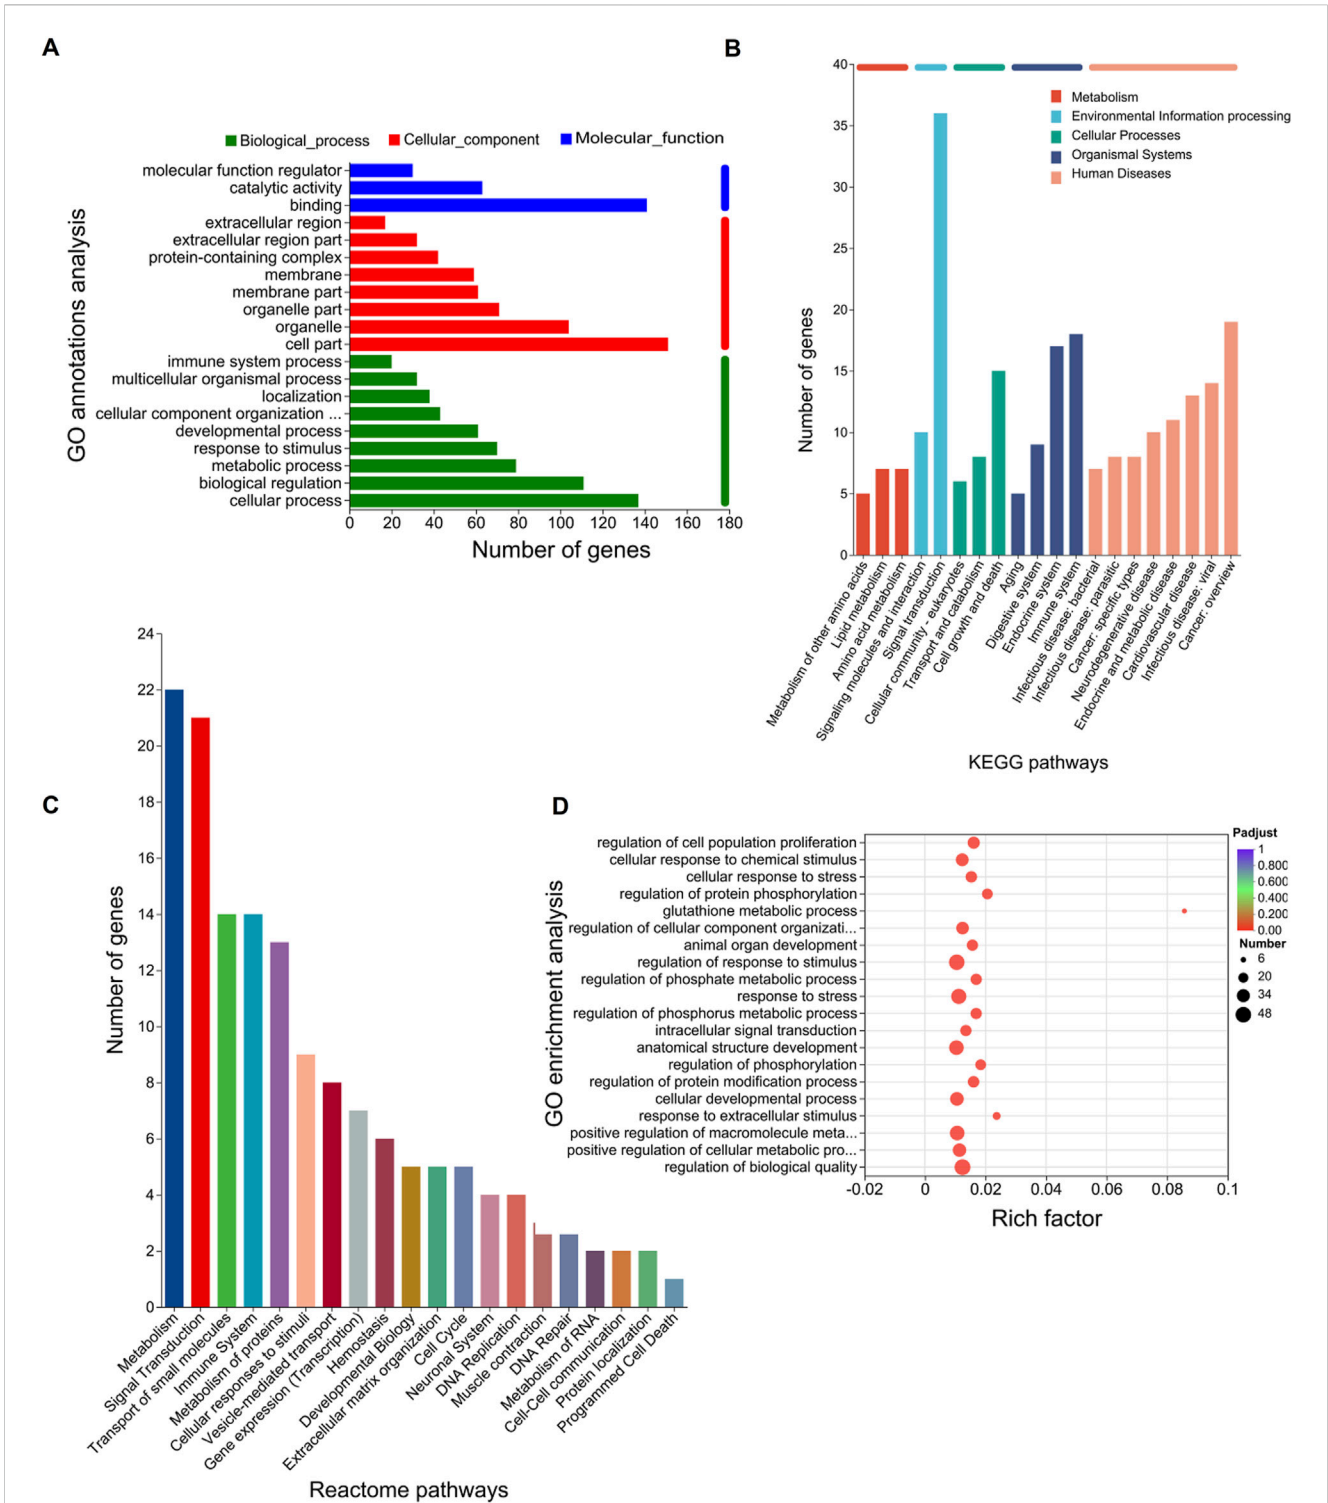 A
Biological_process Cellular_component Molecular_function
molecular function regulator
catalytic activity
binding
extracellular region
extracellular region part
protein-containing complex
membrane
membrane part
organelle part
organelle
cell part
immune system process
multicellular organismal process
localization
cellular component organization ...
developmental process
response to stimulus
metabolic process
biological regulation
cellular process
0 20 40 60 80 100 120 140 160 180
Number of genes
GO annotations analysis
B
40
35
30
25
20
15
10
5
0
Number of genes
Metabolism
Environmental Information processing
Cellular Processes
Organismal Systems
Human Diseases
Metabolism of other amino acids
Lipid metabolism
Amino acid metabolism
Signaling molecules and interaction
Signal transduction
Cellular community - eukaryotes
Transport and catabolism
Cell growth and death
Aging
Digestive system
Endocrine system
Immune system
Infectious disease: bacterial
Infectious disease: parasitic
Cancer: specific types
Neurodegenerative disease
Endocrine and metabolic disease
Cardiovascular disease
Infectious disease: viral
Cancer: overview
KEGG pathways
C
24
22
20
18
16
14
12
10
8
6
4
2
0
Number of genes
Metabolism
Signal Transduction
Transport of small molecules
Immune System
Metabolism of proteins
Cellular responses to stimuli
Vesicle-mediated transport
Gene expression (Transcription)
Hemostasis
Developmental Biology
Extracellular matrix organization
Cell Cycle
Neuronal System
DNA Replication
Muscle contraction
DNA Repair
Metabolism of RNA
Cell-Cell communication
Protein localization
Programmed Cell Death
Reactome pathways
D
GO enrichment analysis
regulation of cell population proliferation
cellular response to chemical stimulus
cellular response to stress
regulation of protein phosphorylation
glutathione metabolic process
regulation of cellular component organizati...
animal organ development
regulation of response to stimulus
regulation of phosphate metabolic process
response to stress
regulation of phosphorus metabolic process
intracellular signal transduction
anatomical structure development
regulation of phosphorylation
regulation of protein modification process
cellular developmental process
response to extracellular stimulus
positive regulation of macromolecule meta...
positive regulation of cellular metabolic pro...
regulation of biological quality
-0.02 0 0.02 0.04 0.06 0.08 0.1
Rich factor
Padjust
1
0.800
0.600
0.400
0.200
0.00
Number
6
20
34
48